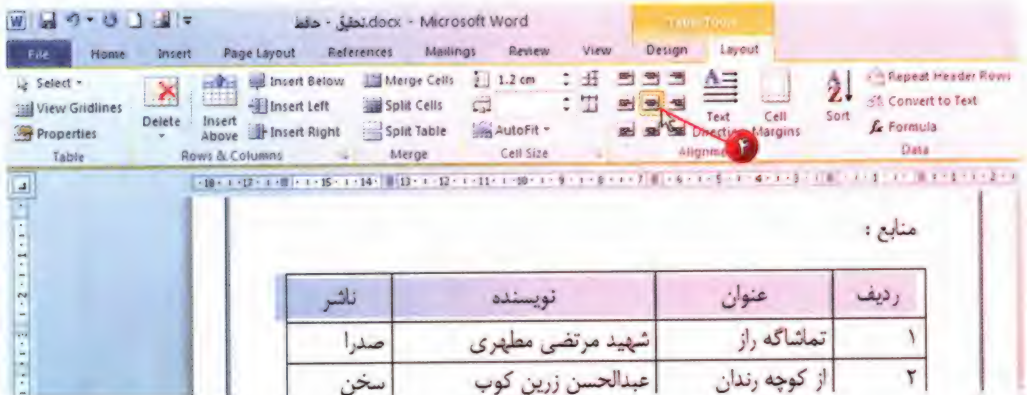 W تحقیق - حافظ.docx - Microsoft Word Table Tools
File Home Insert Page Layout References Mailings Review View Design Layout
Select View Gridlines Properties Table
Delete Insert Above Insert Below Insert Left Insert Right Rows & Columns
Merge Cells Split Cells Split Table Merge
1.2 cm AutoFit Cell Size
Text Direction Cell Margins Alignment
۴
Sort Repeat Header Rows Convert to Text Formula Data
منابع :
ردیف عنوان نویسنده ناشر
۱ تماشاگه راز شهید مرتضی مطهری صدرا
۲ از کوچه رندان عبدالحسن زرین کوب سخن